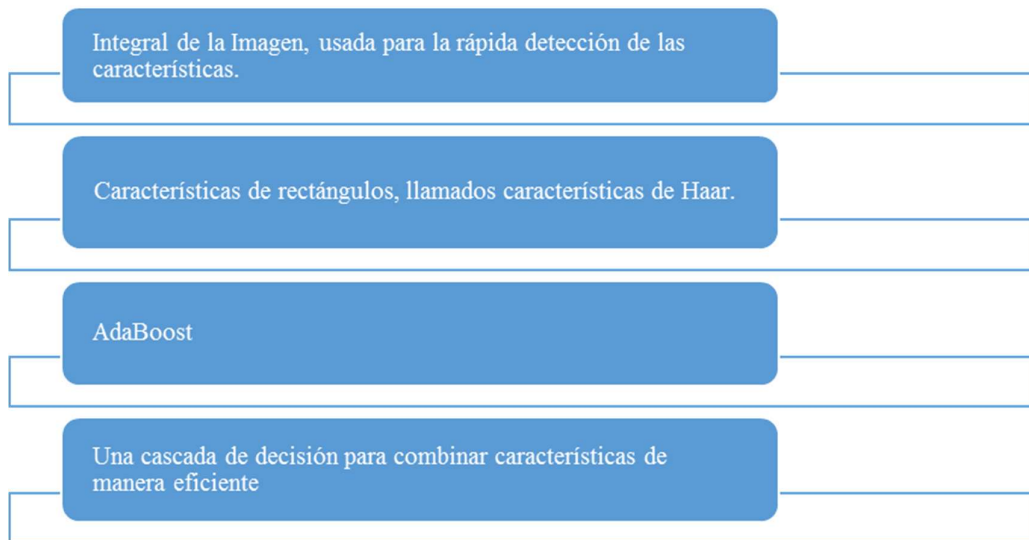 Integral de la Imagen, usada para la rápida detección de las
características.
Características de rectángulos, llamados características de Haar.
AdaBoost
Una cascada de decisión para combinar características de
manera eficiente